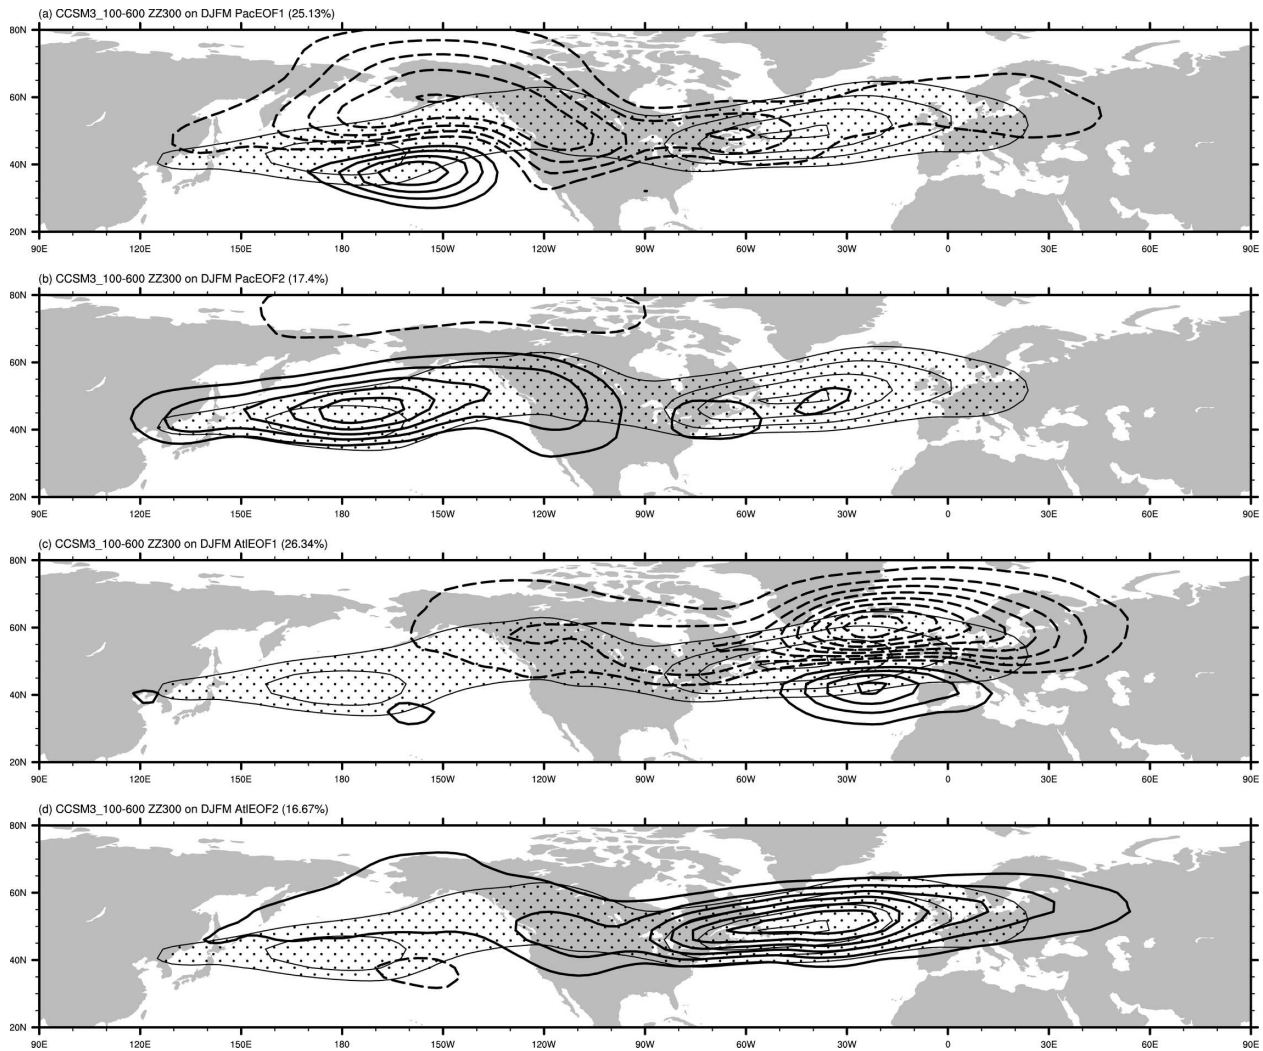 (a) CCSM3_100-600 ZZ300 on DJFM PacEOF1 (25.13%)
80N
60N
40N
20N
90E 120E 150E 180 150W 120W 90W 60W 30W 0 30E 60E 90E
(b) CCSM3_100-600 ZZ300 on DJFM PacEOF2 (17.4%)
80N
60N
40N
20N
90E 120E 150E 180 150W 120W 90W 60W 30W 0 30E 60E 90E
(c) CCSM3_100-600 ZZ300 on DJFM AtlEOF1 (26.34%)
80N
60N
40N
20N
90E 120E 150E 180 150W 120W 90W 60W 30W 0 30E 60E 90E
(d) CCSM3_100-600 ZZ300 on DJFM AtlEOF2 (16.67%)
80N
60N
40N
20N
90E 120E 150E 180 150W 120W 90W 60W 30W 0 30E 60E 90E